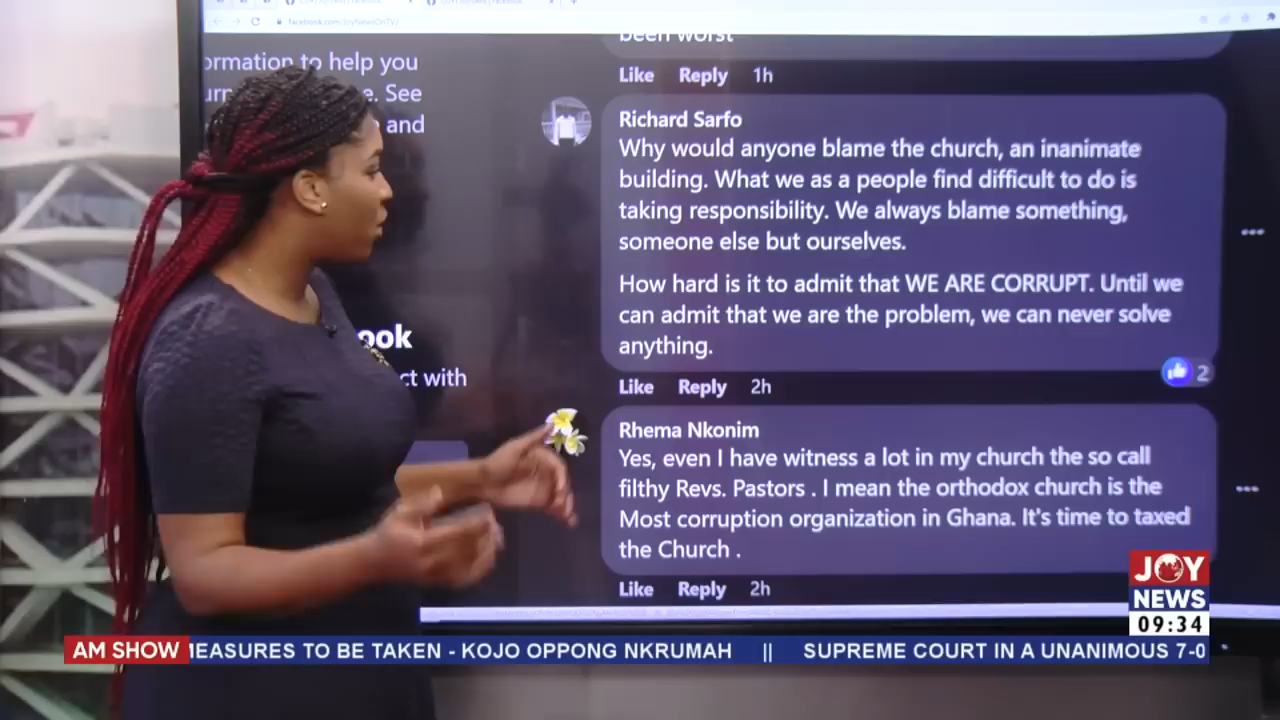 facebook.com/JoyNewsOnTV/
ormation to help you
e. See
and
ook
ct with
been worst
Like Reply 1h
Richard Sarfo
Why would anyone blame the church, an inanimate
building. What we as a people find difficult to do is
taking responsibility. We always blame something,
someone else but ourselves.
How hard is it to admit that WE ARE CORRUPT. Until we
can admit that we are the problem, we can never solve
anything.
2
Like Reply 2h
Rhema Nkonim
Yes, even I have witness a lot in my church the so call
filthy Revs. Pastors . I mean the orthodox church is the
Most corruption organization in Ghana. It's time to taxed
the Church .
Like Reply 2h
JOY
NEWS
09:34
AM SHOW MEASURES TO BE TAKEN - KOJO OPPONG NKRUMAH || SUPREME COURT IN A UNANIMOUS 7-0